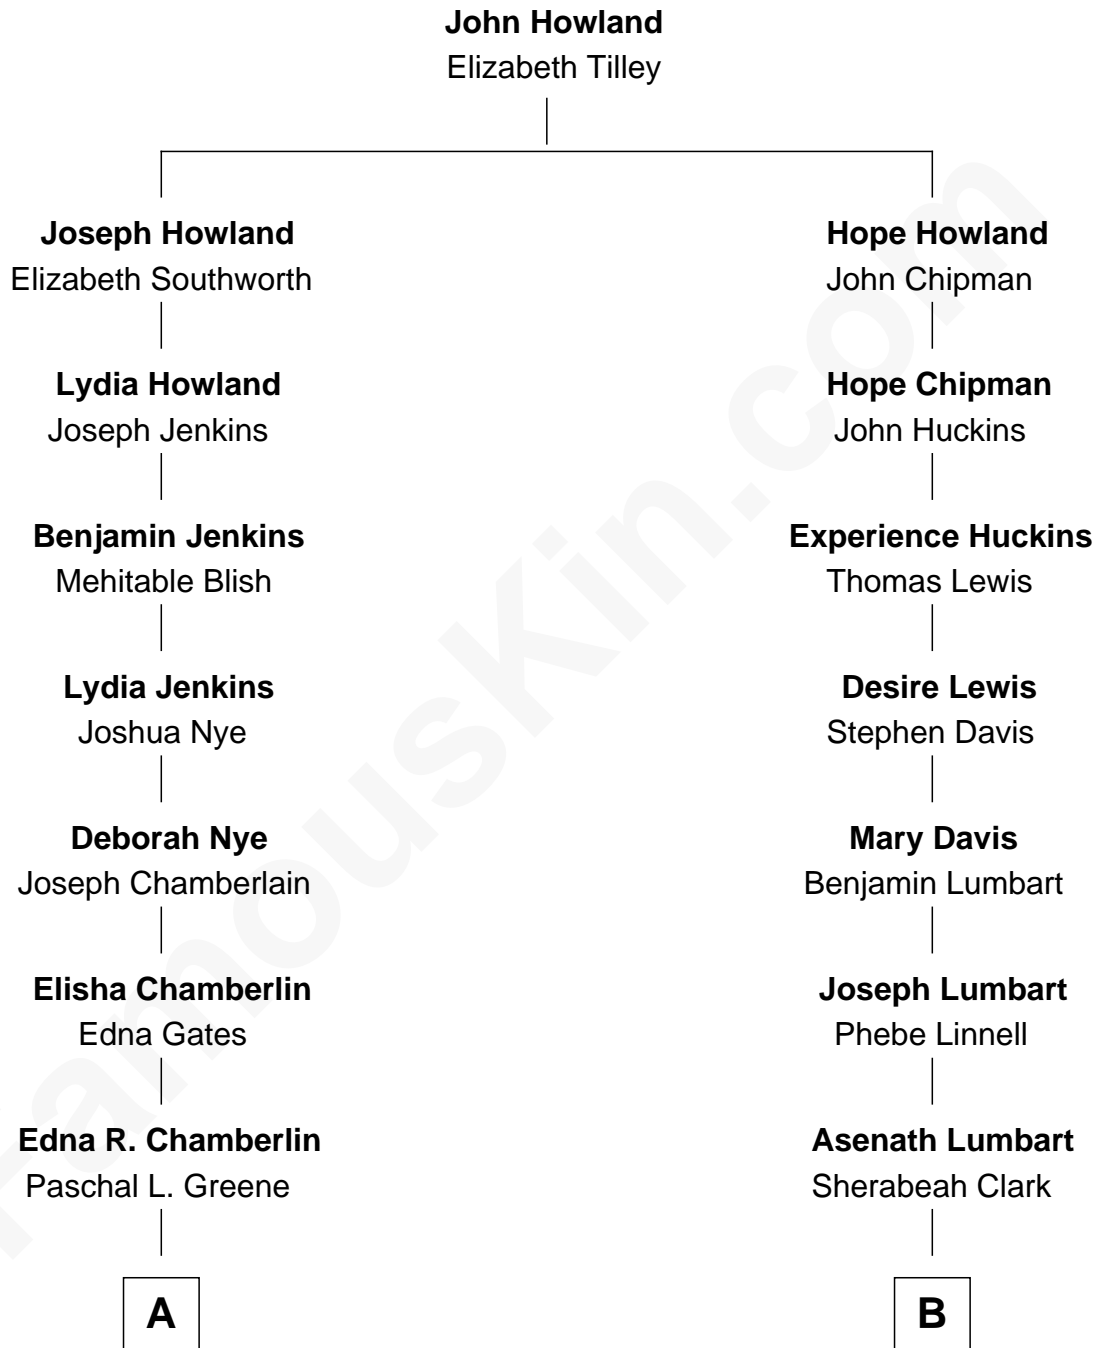 John Howland
Elizabeth Tilley
Joseph Howland
Elizabeth Southworth
Hope Howland
John Chipman
Lydia Howland
Joseph Jenkins
Hope Chipman
John Huckins
Benjamin Jenkins
Mehitable Blish
Experience Huckins
Thomas Lewis
Lydia Jenkins
Joshua Nye
Desire Lewis
Stephen Davis
Deborah Nye
Joseph Chamberlain
Mary Davis
Benjamin Lumbart
Elisha Chamberlin
Edna Gates
Joseph Lumbart
Phebe Linnell
Edna R. Chamberlin
Paschal L. Greene
Asenath Lumbart
Sherabeah Clark
A
B
FamousKin.com